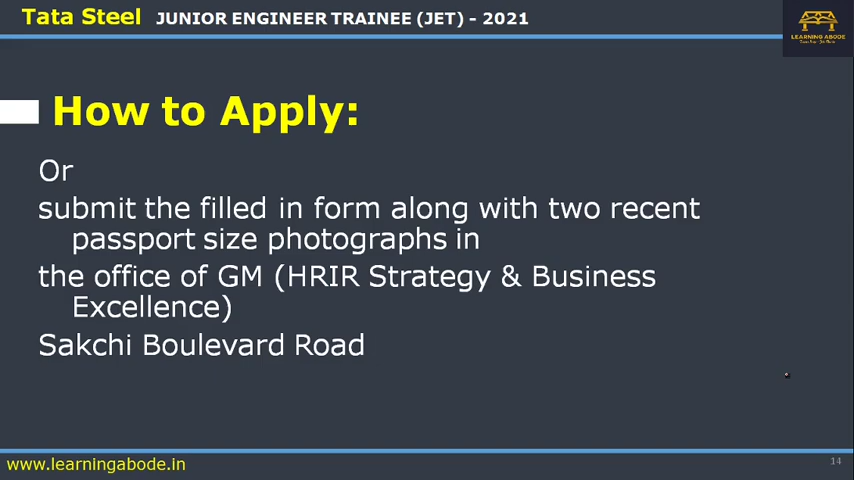 Tata Steel JUNIOR ENGINEER TRAINEE (JET) - 2021
LEARNING ABODE
How to Apply:
Or
submit the filled in form along with two recent
passport size photographs in
the office of GM (HRIR Strategy & Business
Excellence)
Sakchi Boulevard Road
www.learningabode.in
14